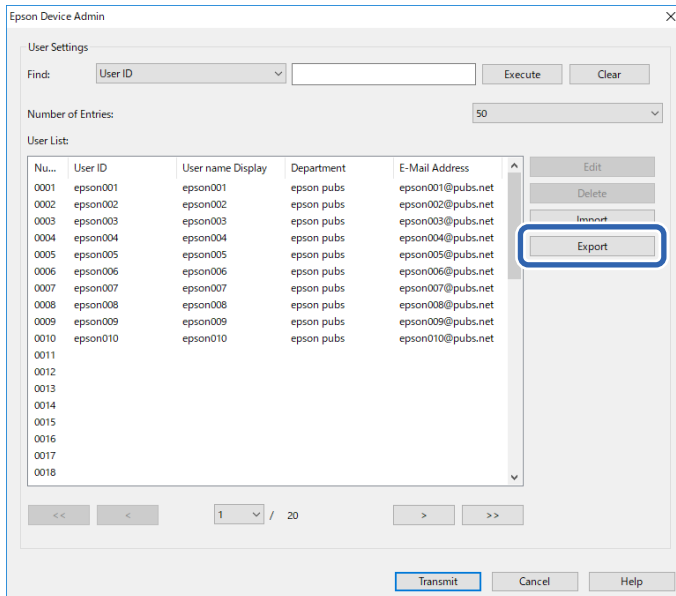 Epson Device Admin
User Settings
Find: User ID Execute Clear
Number of Entries: 50
User List:
Nu... User ID User name Display Department E-Mail Address Edit
0001 epson001 epson001 epson pubs epson001@pubs.net
0002 epson002 epson002 epson pubs epson002@pubs.net Delete
0003 epson003 epson003 epson pubs epson003@pubs.net Import
0004 epson004 epson004 epson pubs epson004@pubs.net
0005 epson005 epson005 epson pubs epson005@pubs.net Export
0006 epson006 epson006 epson pubs epson006@pubs.net
0007 epson007 epson007 epson pubs epson007@pubs.net
0008 epson008 epson008 epson pubs epson008@pubs.net
0009 epson009 epson009 epson pubs epson009@pubs.net
0010 epson010 epson010 epson pubs epson010@pubs.net
0011
0012
0013
0014
0015
0016
0017
0018
<< < 1 / 20 > >>
Transmit Cancel Help